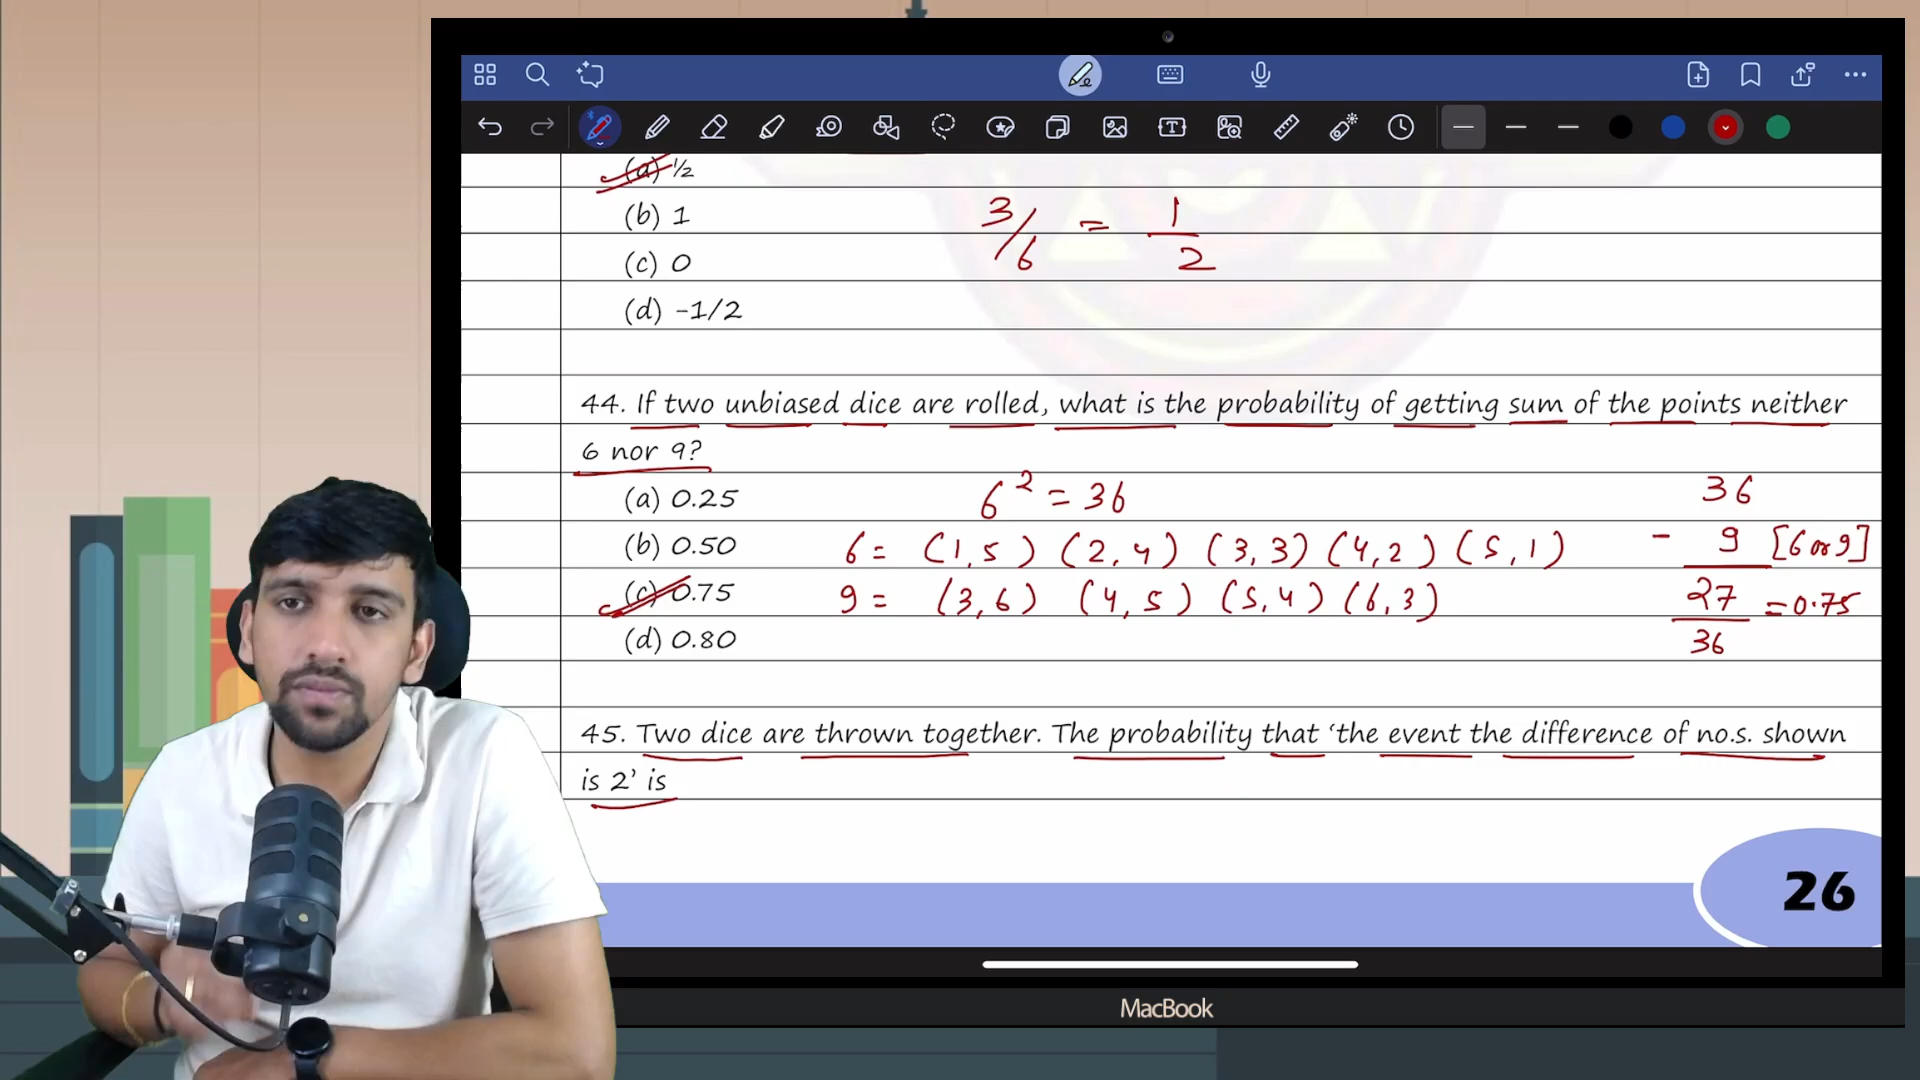 (a) ½
(b) 1
3/6 = 1/2
(c) 0
(d) -1/2
44. If two unbiased dice are rolled, what is the probability of getting sum of the points neither
6 nor 9?
(a) 0.25
6² = 36
36
(b) 0.50
6 = (1,5) (2,4) (3,3) (4,2) (5,1)
- 9 [6 or 9]
(c) 0.75
9 = (3,6) (4,5) (5,4) (6,3)
27/36 = 0.75
(d) 0.80
45. Two dice are thrown together. The probability that ‘the event the difference of no.s. shown
is 2’ is
26
MacBook